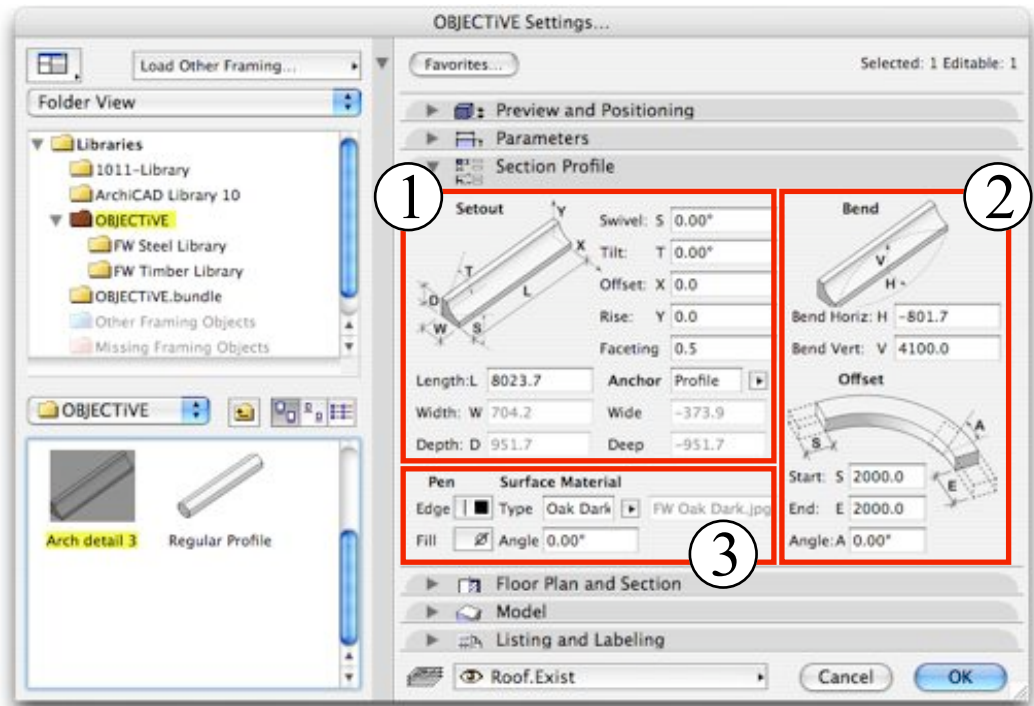 OBJECTiVE Settings...
Load Other Framing...
Folder View
Libraries
1011-Library
ArchiCAD Library 10
OBJECTiVE
FW Steel Library
FW Timber Library
OBJECTiVE.bundle
Other Framing Objects
Missing Framing Objects
OBJECTiVE
Arch detail 3
Regular Profile
Favorites...
Selected: 1 Editable: 1
Preview and Positioning
Parameters
Section Profile
1
Setout
Y
X
T
L
D
W
S
Swivel: S 0.00°
Tilt: T 0.00°
Offset: X 0.0
Rise: Y 0.0
Faceting 0.5
Length:L 8023.7 Anchor Profile
Width: W 704.2 Wide -373.9
Depth: D 951.7 Deep -951.7
2
Bend
V
H
Bend Horiz: H -801.7
Bend Vert: V 4100.0
Offset
A
S
E
Start: S 2000.0
End: E 2000.0
Angle:A 0.00°
Pen Surface Material
Edge Type Oak Dark FW Oak Dark.jpg
Fill Angle 0.00°
3
Floor Plan and Section
Model
Listing and Labeling
Roof.Exist
Cancel OK